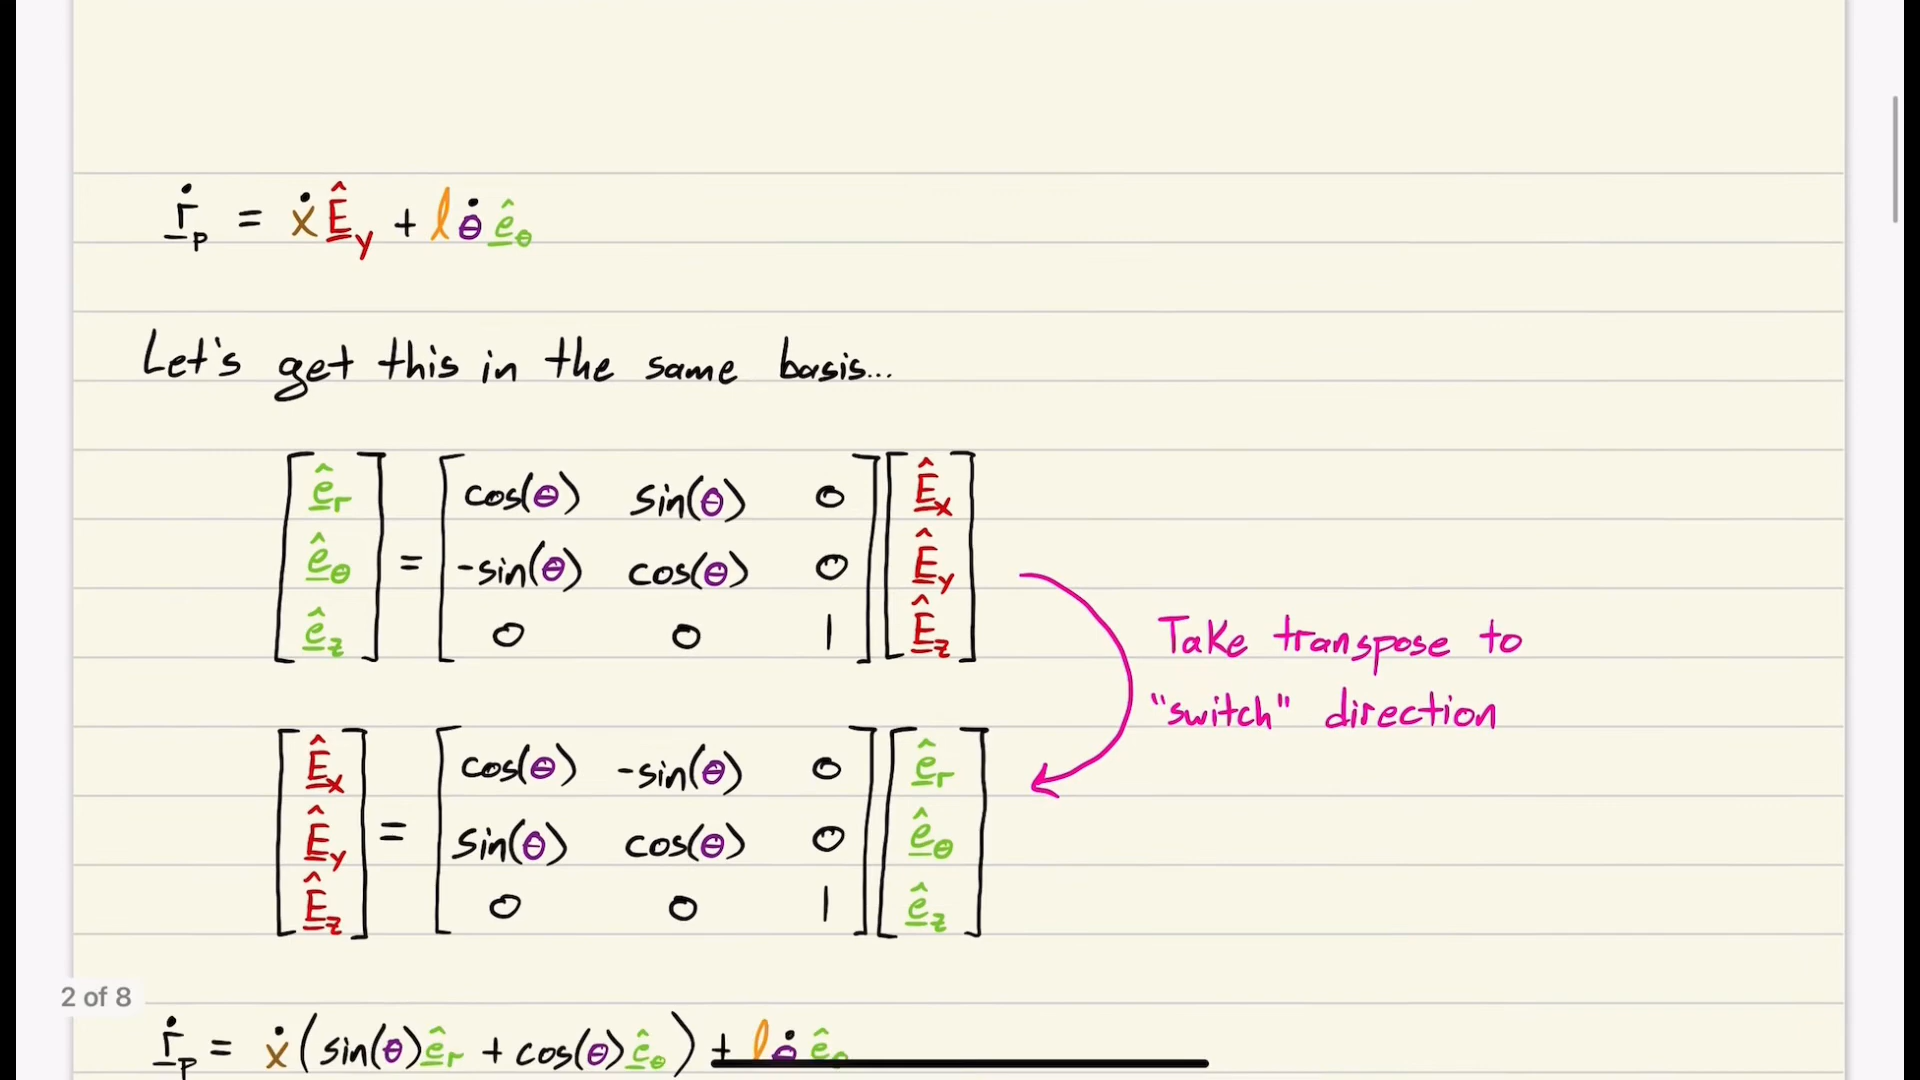 ṙ_P = ẋ Ê_y + l θ̇ ê_θ
Let's get this in the same basis...
[ê_r ê_θ ê_z] = [cos(θ) sin(θ) 0; -sin(θ) cos(θ) 0; 0 0 1] [Ê_x Ê_y Ê_z]
Take transpose to
"switch" direction
[Ê_x Ê_y Ê_z] = [cos(θ) -sin(θ) 0; sin(θ) cos(θ) 0; 0 0 1] [ê_r ê_θ ê_z]
2 of 8
ṙ_P = ẋ (sin(θ) ê_r + cos(θ) ê_θ) + l θ̇ ê_θ